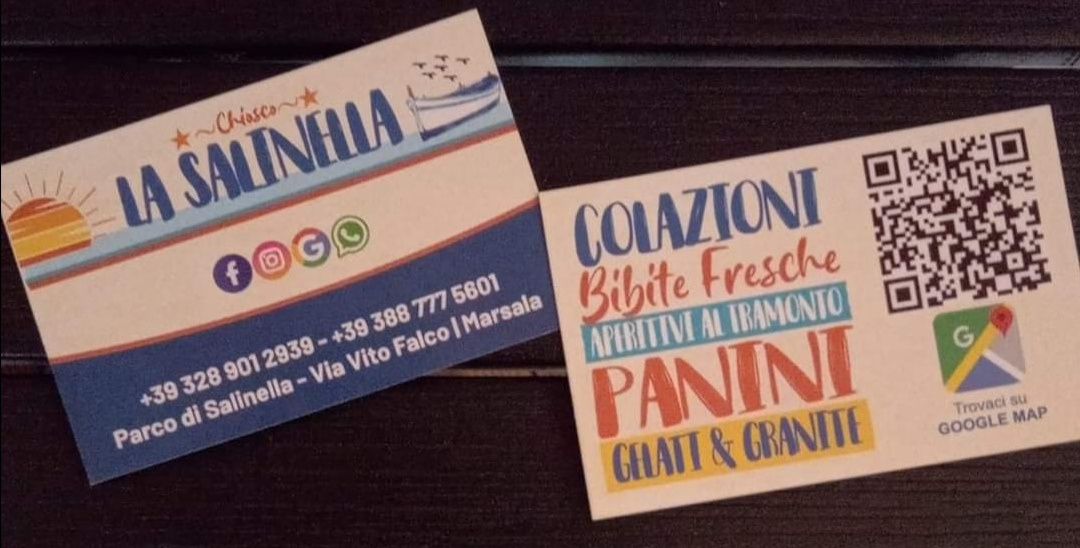 ~Chiosco~
LA SALINELLA
+39 328 901 2939 - +39 388 777 5601
Parco di Salinella - Via Vito Falco | Marsala
COLAZIONI
Bibite Fresche
APERITIVI AL TRAMONTO
PANINI
GELATI & GRANITE
G
Trovaci su
GOOGLE MAP